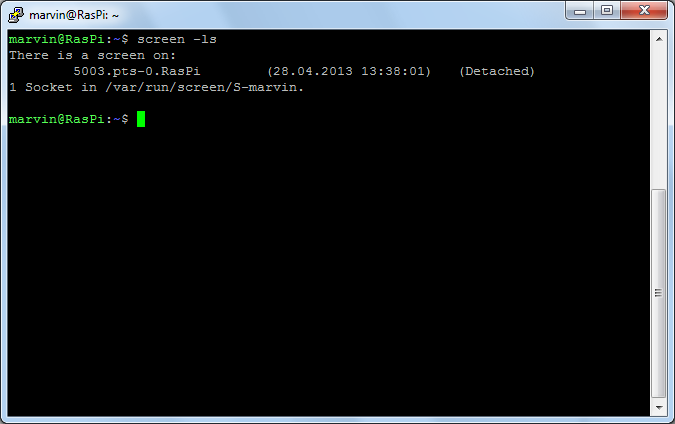 marvin@RasPi: ~
marvin@RasPi:~$ screen -ls
There is a screen on:
        5003.pts-0.RasPi        (28.04.2013 13:38:01)   (Detached)
1 Socket in /var/run/screen/S-marvin.
marvin@RasPi:~$